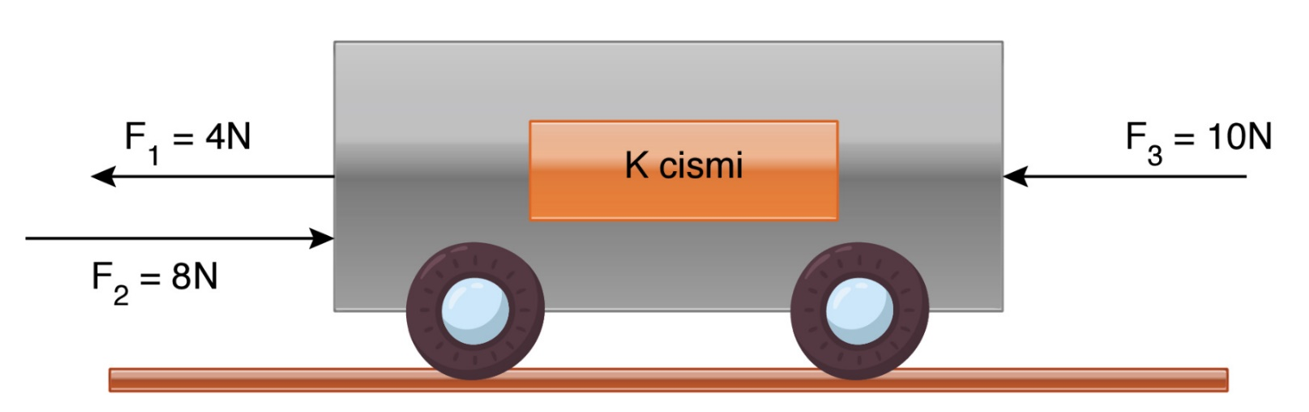 F₁ = 4N
F₂ = 8N
K cismi
F₃ = 10N